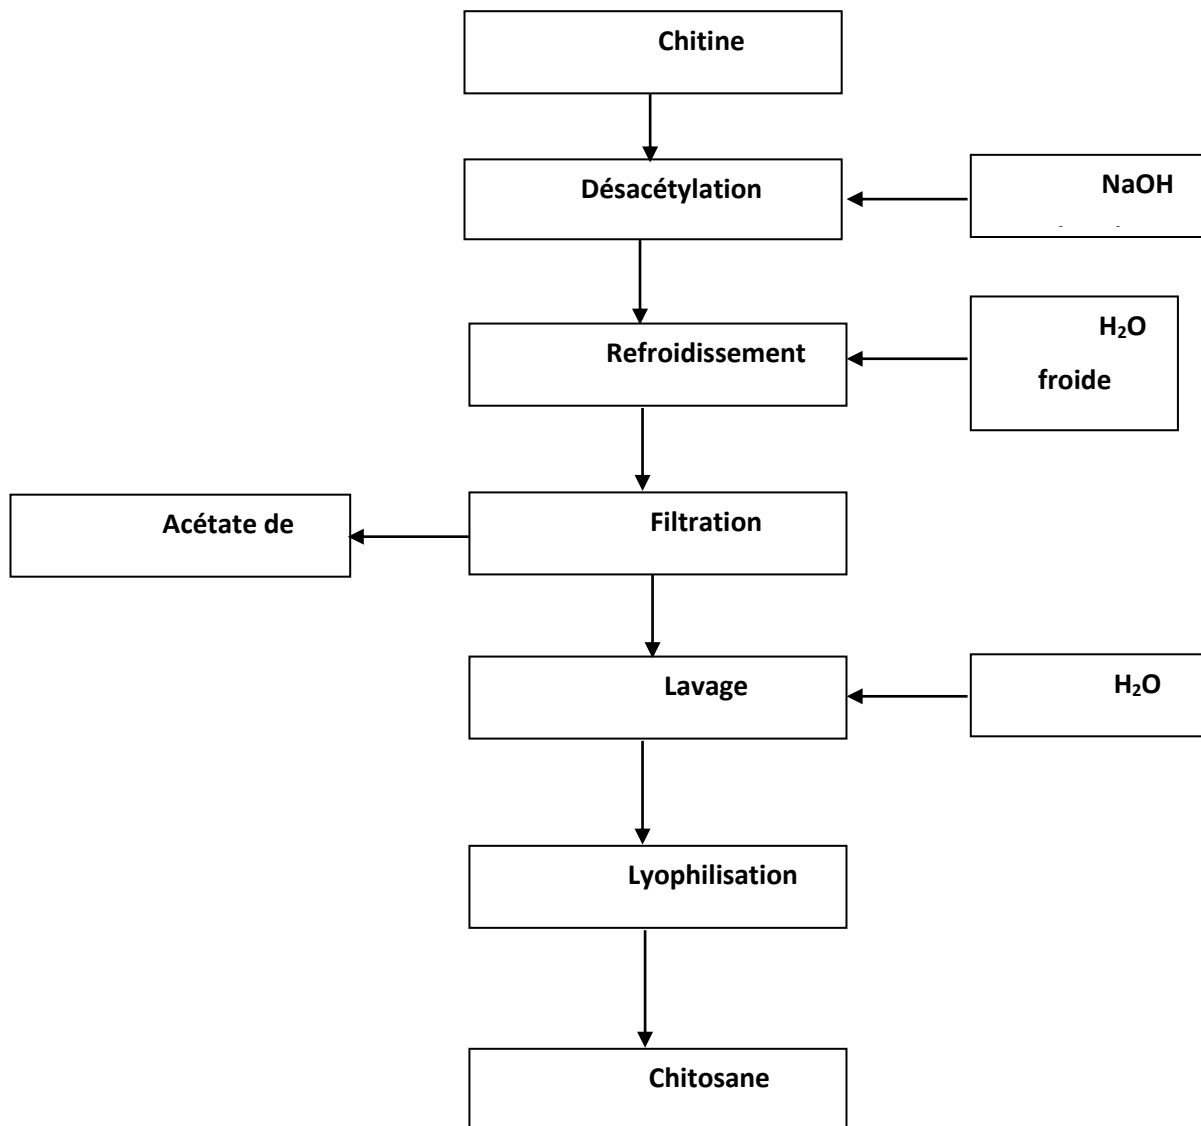 Chitine
Désacétylation
NaOH
Refroidissement
H₂O
froide
Filtration
Acétate de
Lavage
H₂O
Lyophilisation
Chitosane